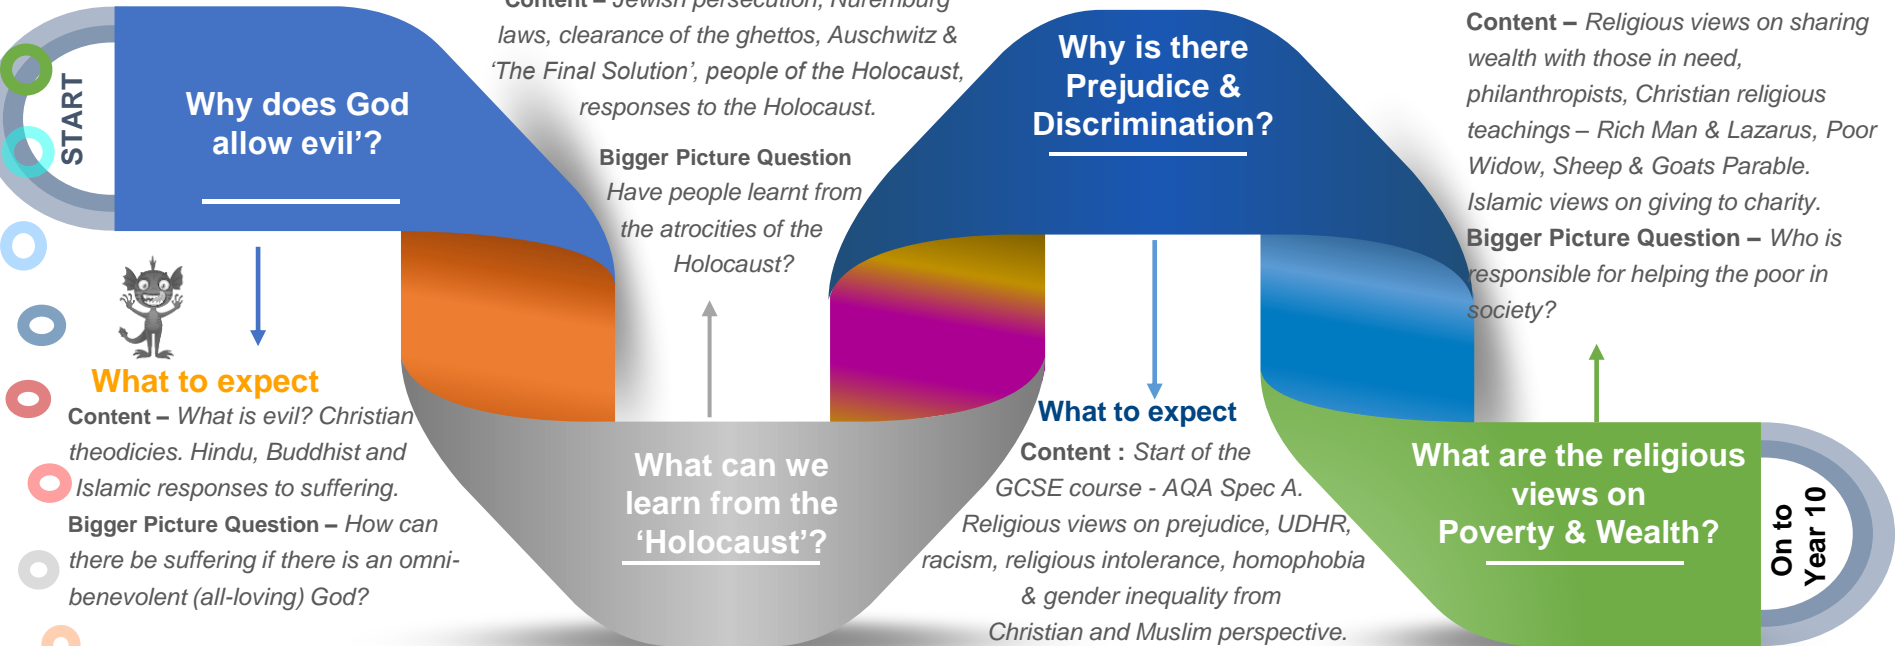 START
Why does God
allow evil'?
What to expect
Content – What is evil? Christian
theodicies. Hindu, Buddhist and
Islamic responses to suffering.
Bigger Picture Question – How can
there be suffering if there is an omni-
benevolent (all-loving) God?
Content – Jewish persecution, Nuremburg
laws, clearance of the ghettos, Auschwitz &
'The Final Solution', people of the Holocaust,
responses to the Holocaust.
Bigger Picture Question
Have people learnt from
the atrocities of the
Holocaust?
What can we
learn from the
'Holocaust'?
Why is there
Prejudice &
Discrimination?
What to expect
Content : Start of the
GCSE course - AQA Spec A.
Religious views on prejudice, UDHR,
racism, religious intolerance, homophobia
& gender inequality from
Christian and Muslim perspective.
Content – Religious views on sharing
wealth with those in need,
philanthropists, Christian religious
teachings – Rich Man & Lazarus, Poor
Widow, Sheep & Goats Parable.
Islamic views on giving to charity.
Bigger Picture Question – Who is
responsible for helping the poor in
society?
What are the religious
views on
Poverty & Wealth?
On to
Year 10